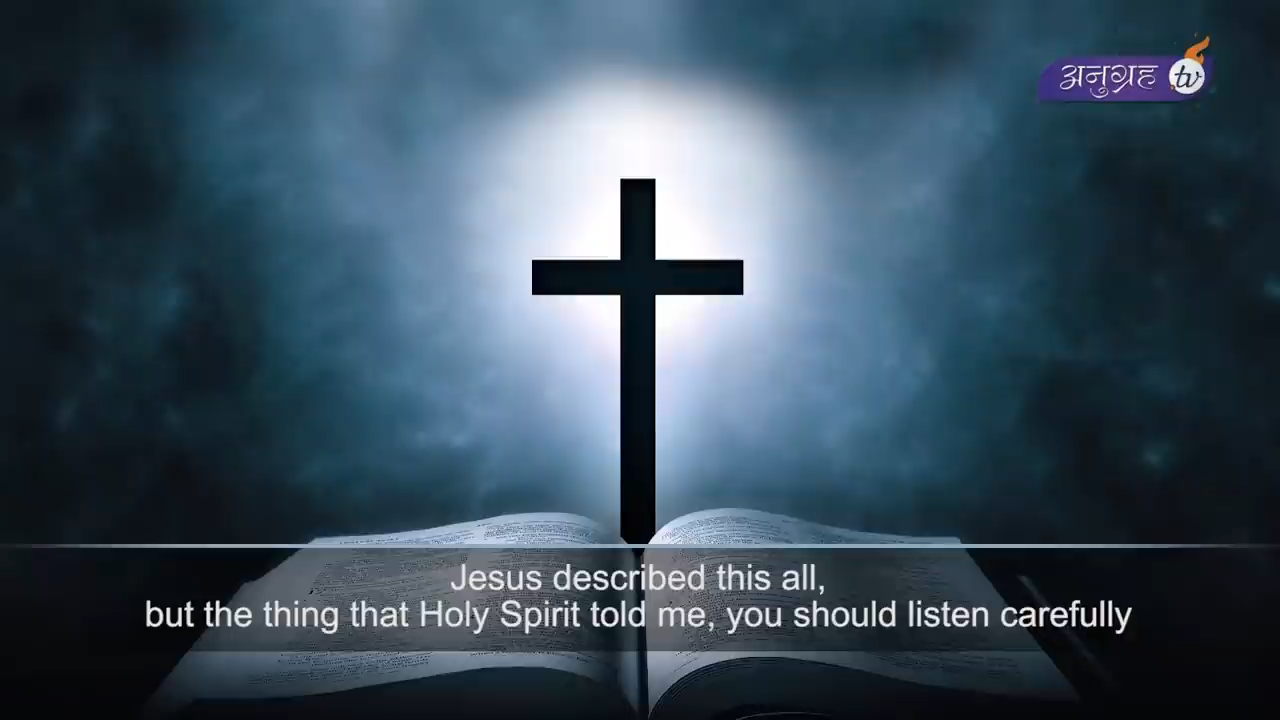 अनुग्रह tv
Jesus described this all,
but the thing that Holy Spirit told me, you should listen carefully